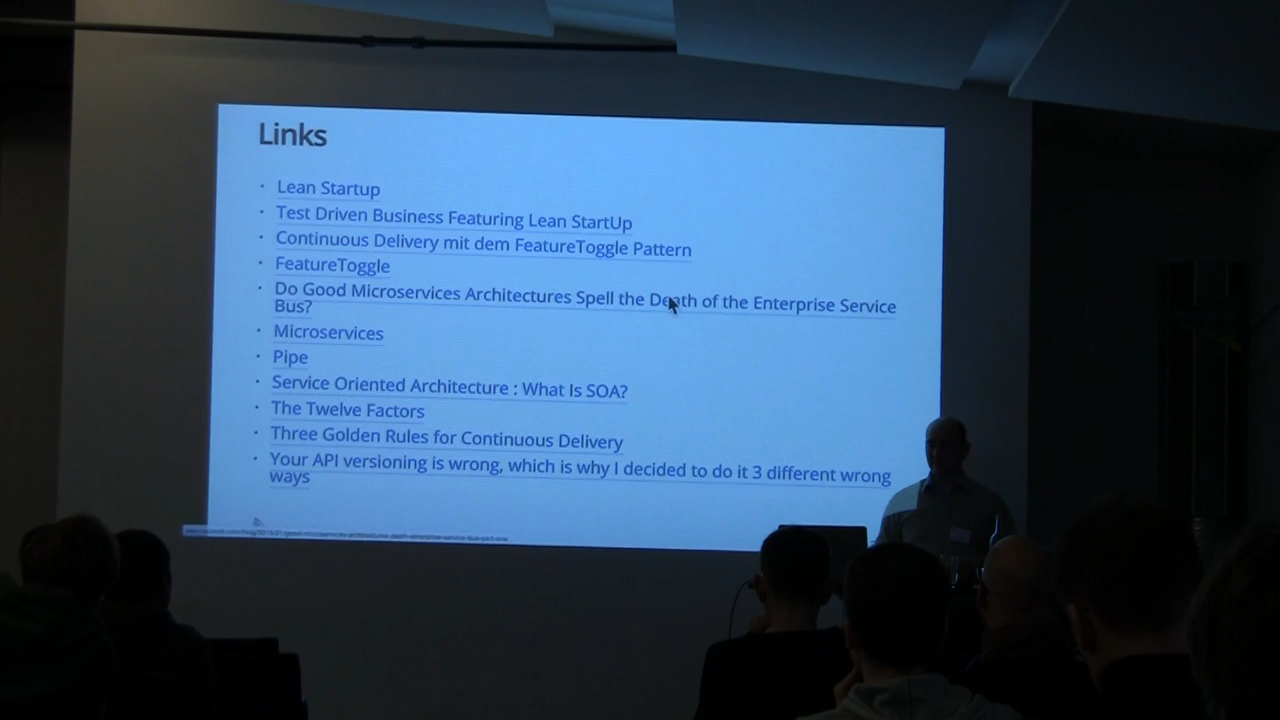 Links
Lean Startup
Test Driven Business Featuring Lean StartUp
Continuous Delivery mit dem FeatureToggle Pattern
FeatureToggle
Do Good Microservices Architectures Spell the Death of the Enterprise Service
Bus?
Microservices
Pipe
Service Oriented Architecture : What Is SOA?
The Twelve Factors
Three Golden Rules for Continuous Delivery
Your API versioning is wrong, which is why I decided to do it 3 different wrong
ways